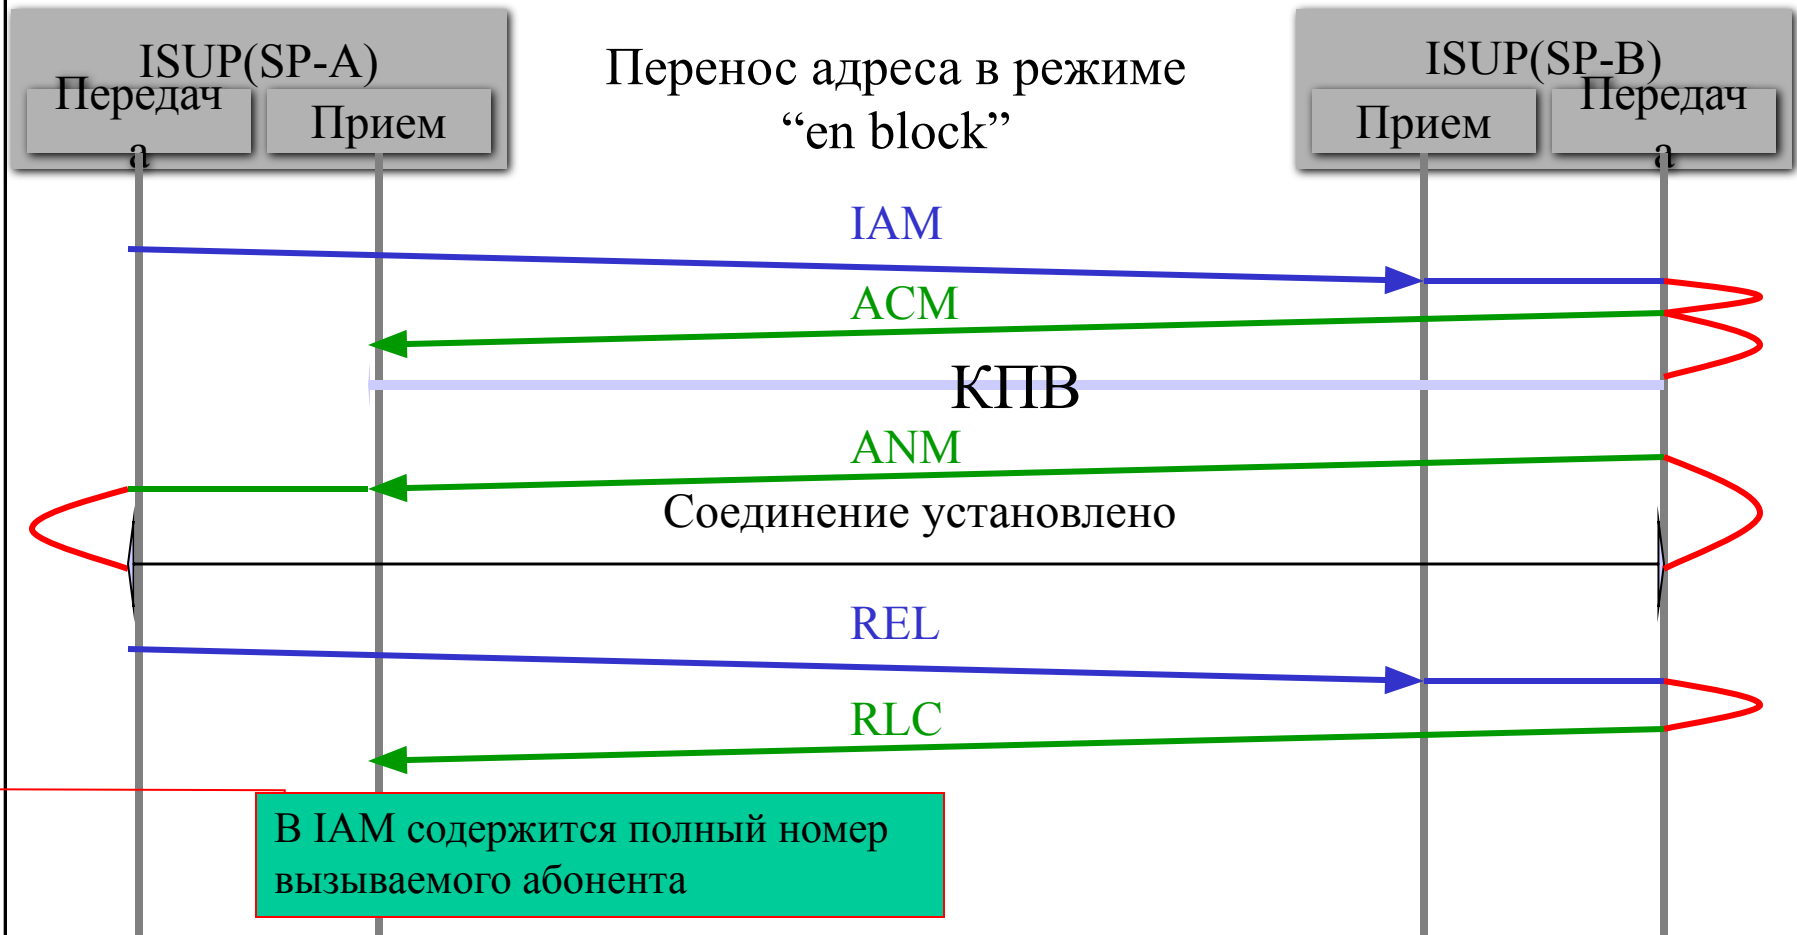 ISUP(SP-A)
Передач
а
Прием
Перенос адреса в режиме
“en block”
ISUP(SP-B)
Прием
Передач
а
IAM
ACM
КПВ
ANM
Соединение установлено
REL
RLC
В IAM содержится полный номер
вызываемого абонента